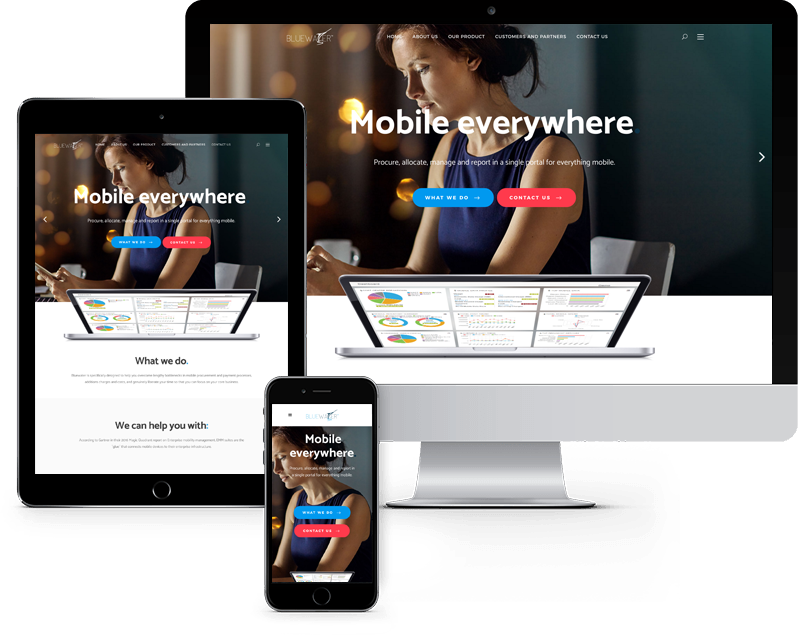 BLUEWATER
HOME ABOUT US OUR PRODUCT CUSTOMERS AND PARTNERS CONTACT US
Mobile everywhere.
Procure, allocate, manage and report in a single portal for everything mobile.
WHAT WE DO → CONTACT US →
BLUEWATER
HOME ABOUT US OUR PRODUCT CUSTOMERS AND PARTNERS CONTACT US
Mobile everywhere
Procure, allocate, manage and report in a single portal for everything mobile.
WHAT WE DO → CONTACT US →
What we do.
We can help you with:
BLUEWATER
Mobile
everywhere
Procure, allocate, manage and report in
a single portal for everything mobile.
WHAT WE DO →
CONTACT US →